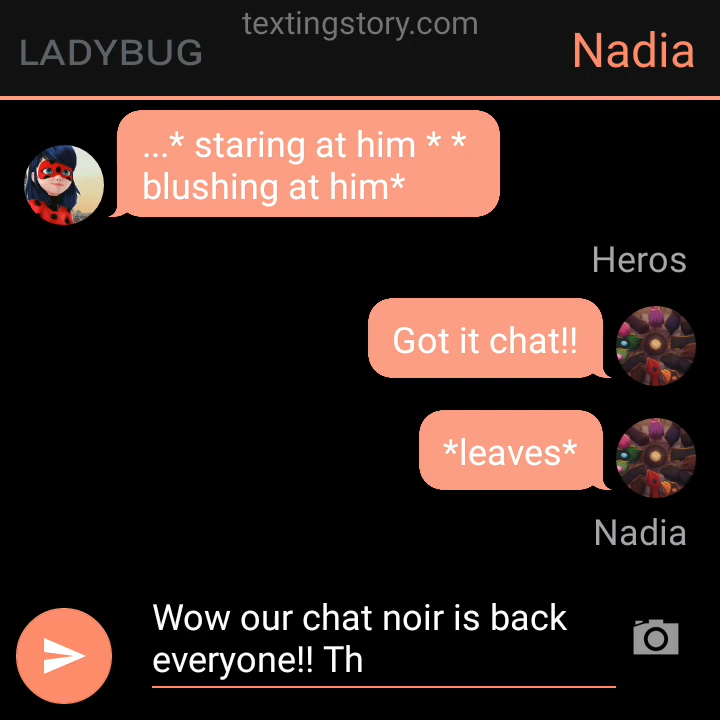 textingstory.com
LADYBUG
Nadia
...* staring at him * *
blushing at him*
Heros
Got it chat!!
*leaves*
Nadia
Wow our chat noir is back
everyone!! Th